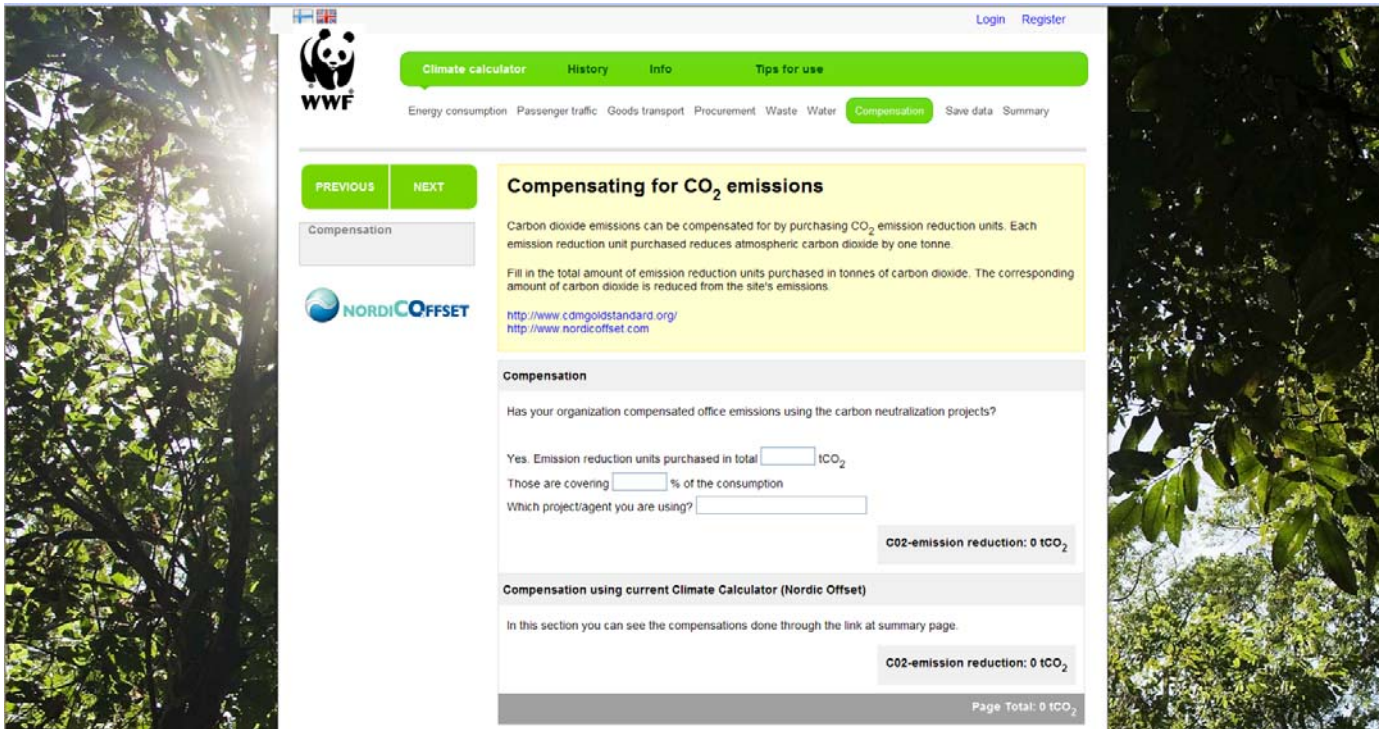 Login Register
WWF
Climate calculator History Info Tips for use
Energy consumption Passenger traffic Goods transport Procurement Waste Water Compensation Save data Summary
PREVIOUS NEXT
Compensation
NORDICOFFSET
Compensating for CO₂ emissions
Carbon dioxide emissions can be compensated for by purchasing CO₂ emission reduction units. Each
emission reduction unit purchased reduces atmospheric carbon dioxide by one tonne.
Fill in the total amount of emission reduction units purchased in tonnes of carbon dioxide. The corresponding
amount of carbon dioxide is reduced from the site's emissions.
http://www.cdmgoldstandard.org/
http://www.nordicoffset.com
Compensation
Has your organization compensated office emissions using the carbon neutralization projects?
Yes. Emission reduction units purchased in total tCO₂
Those are covering % of the consumption
Which project/agent you are using?
C02-emission reduction: 0 tCO₂
Compensation using current Climate Calculator (Nordic Offset)
In this section you can see the compensations done through the link at summary page.
C02-emission reduction: 0 tCO₂
Page Total: 0 tCO₂